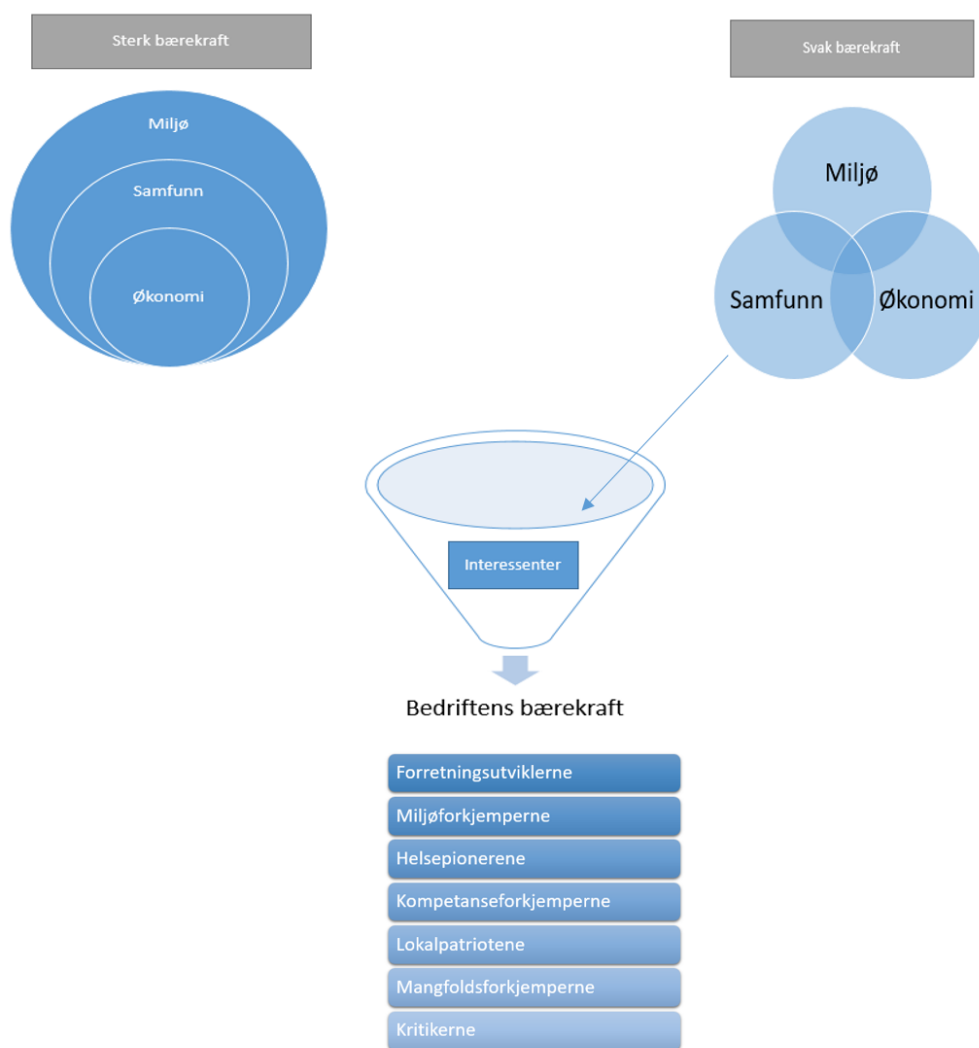 Sterk bærekraft
Svak bærekraft
Miljø
Samfunn
Økonomi
Miljø
Samfunn
Økonomi
Interessenter
Bedriftens bærekraft
Forretningsutviklerne
Miljøforkjemperne
Helsepionerene
Kompetanseforkjemperne
Lokalpatriotene
Mangfoldsforkjemperne
Kritikerne